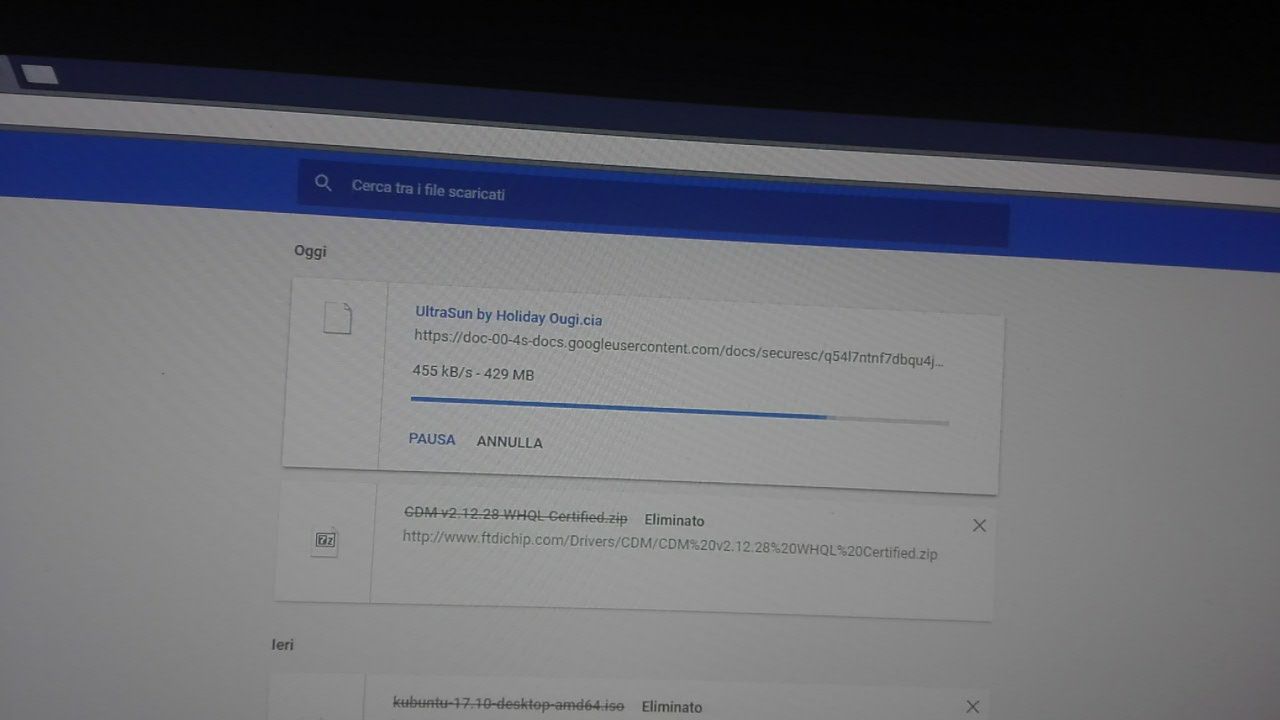 Cerca tra i file scaricati
Oggi
UltraSun by Holiday Ougi.cia
https://doc-00-4s-docs.googleusercontent.com/docs/securesc/q54l7ntnf7dbqu4j...
455 kB/s - 429 MB
PAUSA ANNULLA
CDM v2.12.28 WHQL Certified.zip Eliminato
7z
http://www.ftdichip.com/Drivers/CDM/CDM%20v2.12.28%20WHQL%20Certified.zip
Ieri
kubuntu-17.10-desktop-amd64.iso Eliminato